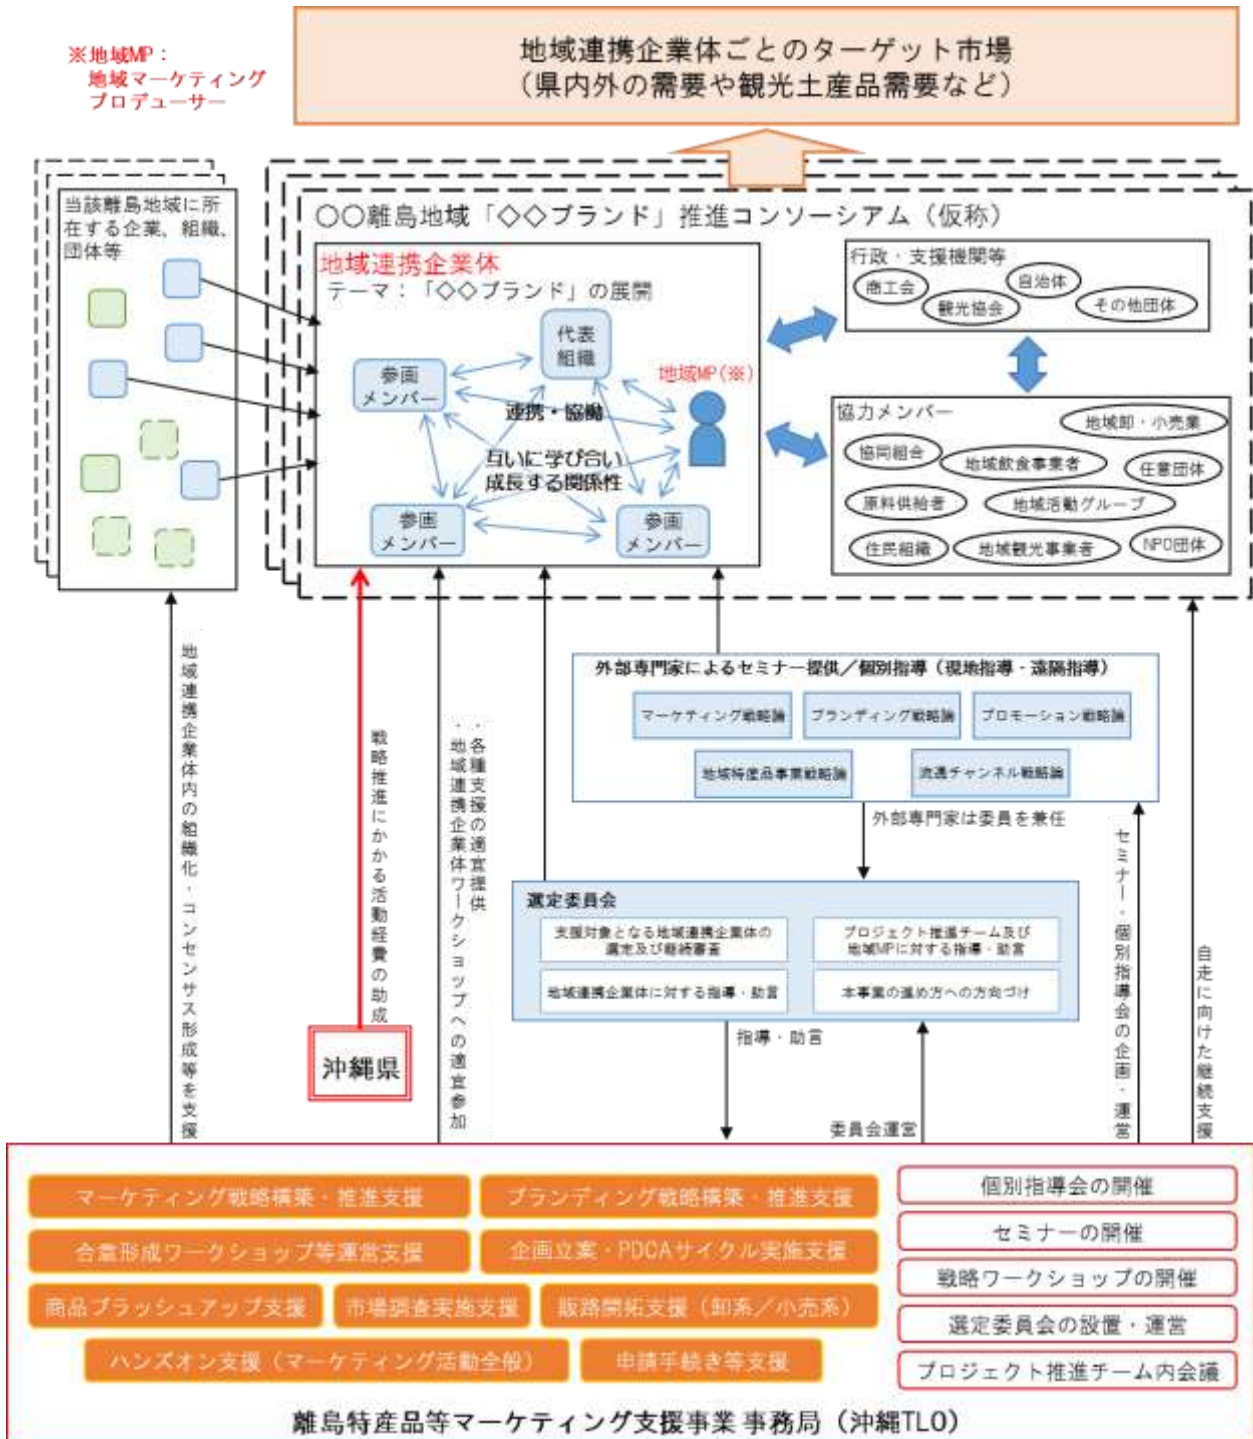 ※地域MP：
地域マーケティング
プロデューサー
地域連携企業体ごとのターゲット市場
（県内外の需要や観光土産品需要など）
当該離島地域に所
在する企業、組織、
団体等
〇〇離島地域「◇◇ブランド」推進コンソーシアム（仮称）
地域連携企業体
テーマ：「◇◇ブランド」の展開
代表
組織
参画
メンバー
地域MP(※)
連携・協働
互いに学び合い
成長する関係性
参画
メンバー
参画
メンバー
行政・支援機関等
商工会
自治体
観光協会
その他団体
協力メンバー
地域卸・小売業
協同組合
地域飲食事業者
任意団体
原料供給者
地域活動グループ
住民組織
地域観光事業者
NPO団体
地域連携企業体内の組織化・コンセンサス形成等を支援
戦略推進にかかる活動経費の助成
・各種支援の適宜提供
・地域連携企業体ワークショップへの適宜参加
外部専門家によるセミナー提供／個別指導（現地指導・遠隔指導）
マーケティング戦略論
ブランディング戦略論
プロモーション戦略論
地域特産品事業戦略論
流通チャンネル戦略論
外部専門家は委員を兼任
セミナー・個別指導会の企画・運営
自走に向けた継続支援
選定委員会
支援対象となる地域連携企業体の
選定及び継続審査
プロジェクト推進チーム及び
地域MPに対する指導・助言
地域連携企業体に対する指導・助言
本事業の進め方への方向づけ
沖縄県
指導・助言
委員会運営
マーケティング戦略構築・推進支援
ブランディング戦略構築・推進支援
合意形成ワークショップ等運営支援
企画立案・PDCAサイクル実施支援
商品ブラッシュアップ支援
市場調査実施支援
販路開拓支援（卸系／小売系）
ハンズオン支援（マーケティング活動全般）
申請手続き等支援
個別指導会の開催
セミナーの開催
戦略ワークショップの開催
選定委員会の設置・運営
プロジェクト推進チーム内会議
離島特産品等マーケティング支援事業 事務局（沖縄TLO）